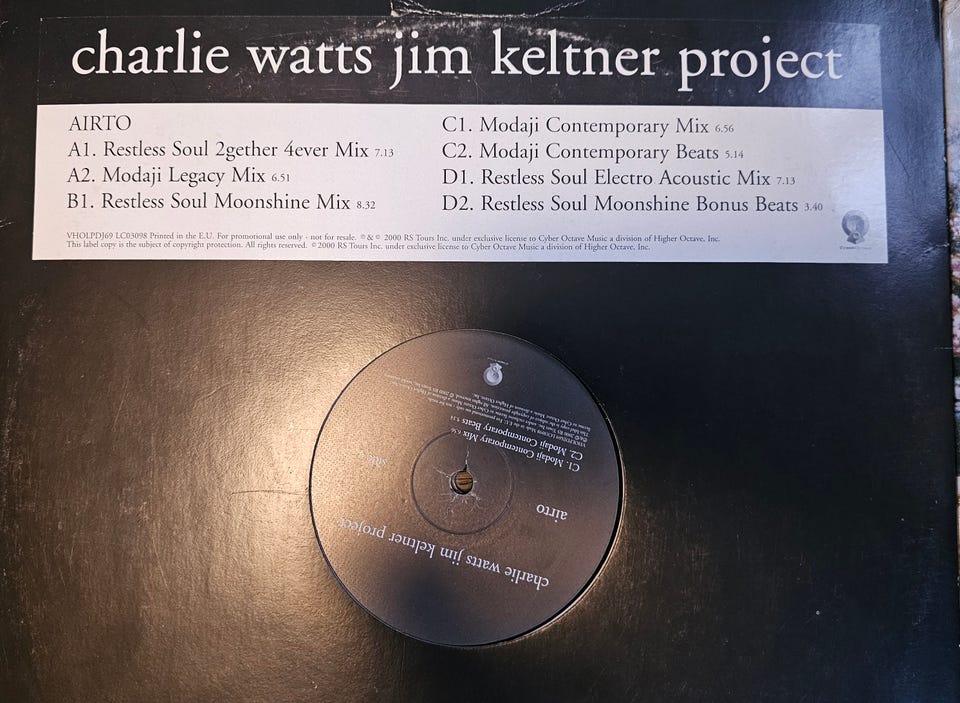 charlie watts jim keltner project
AIRTO
A1. Restless Soul 2gether 4ever Mix 7.13
A2. Modaji Legacy Mix 6.51
B1. Restless Soul Moonshine Mix 8.32
C1. Modaji Contemporary Mix 6.56
C2. Modaji Contemporary Beats 5.14
D1. Restless Soul Electro Acoustic Mix 7.13
D2. Restless Soul Moonshine Bonus Beats 3.40
VHOLPDJ69 LC03098 Printed in the E.U. For promotional use only - not for resale. ℗ & © 2000 RS Tours Inc. under exclusive license to Cyber Octave Music a division of Higher Octave, Inc.
This label copy is the subject of copyright protection. All rights reserved. ©2000 RS Tours Inc. under exclusive license to Cyber Octave Music a division of Higher Octave, Inc.
charlie watts jim keltner project
airto
C1. Modaji Contemporary Mix 6.56
C2. Modaji Contemporary Beats 5.14